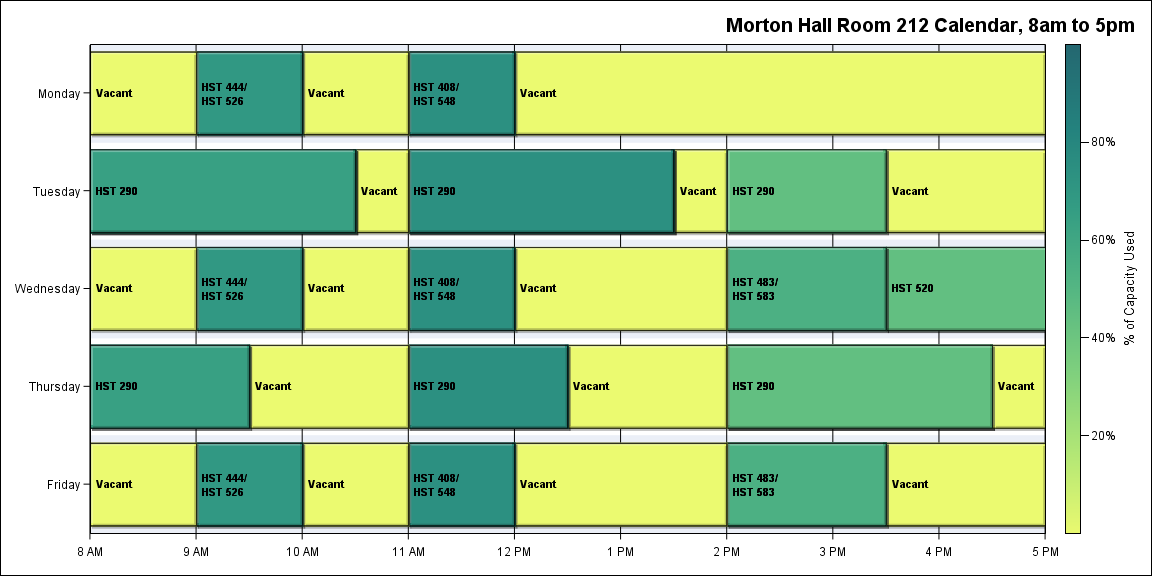 Morton Hall Room 212 Calendar, 8am to 5pm
Monday
Vacant
HST 444/
HST 526
Vacant
HST 408/
HST 548
Vacant
Tuesday
HST 290
Vacant
HST 290
Vacant
HST 290
Vacant
Wednesday
Vacant
HST 444/
HST 526
Vacant
HST 408/
HST 548
Vacant
HST 483/
HST 583
HST 520
Thursday
HST 290
Vacant
HST 290
Vacant
HST 290
Vacant
Friday
Vacant
HST 444/
HST 526
Vacant
HST 408/
HST 548
Vacant
HST 483/
HST 583
Vacant
8 AM
9 AM
10 AM
11 AM
12 PM
1 PM
2 PM
3 PM
4 PM
5 PM
80%
60%
40%
20%
% of Capacity Used